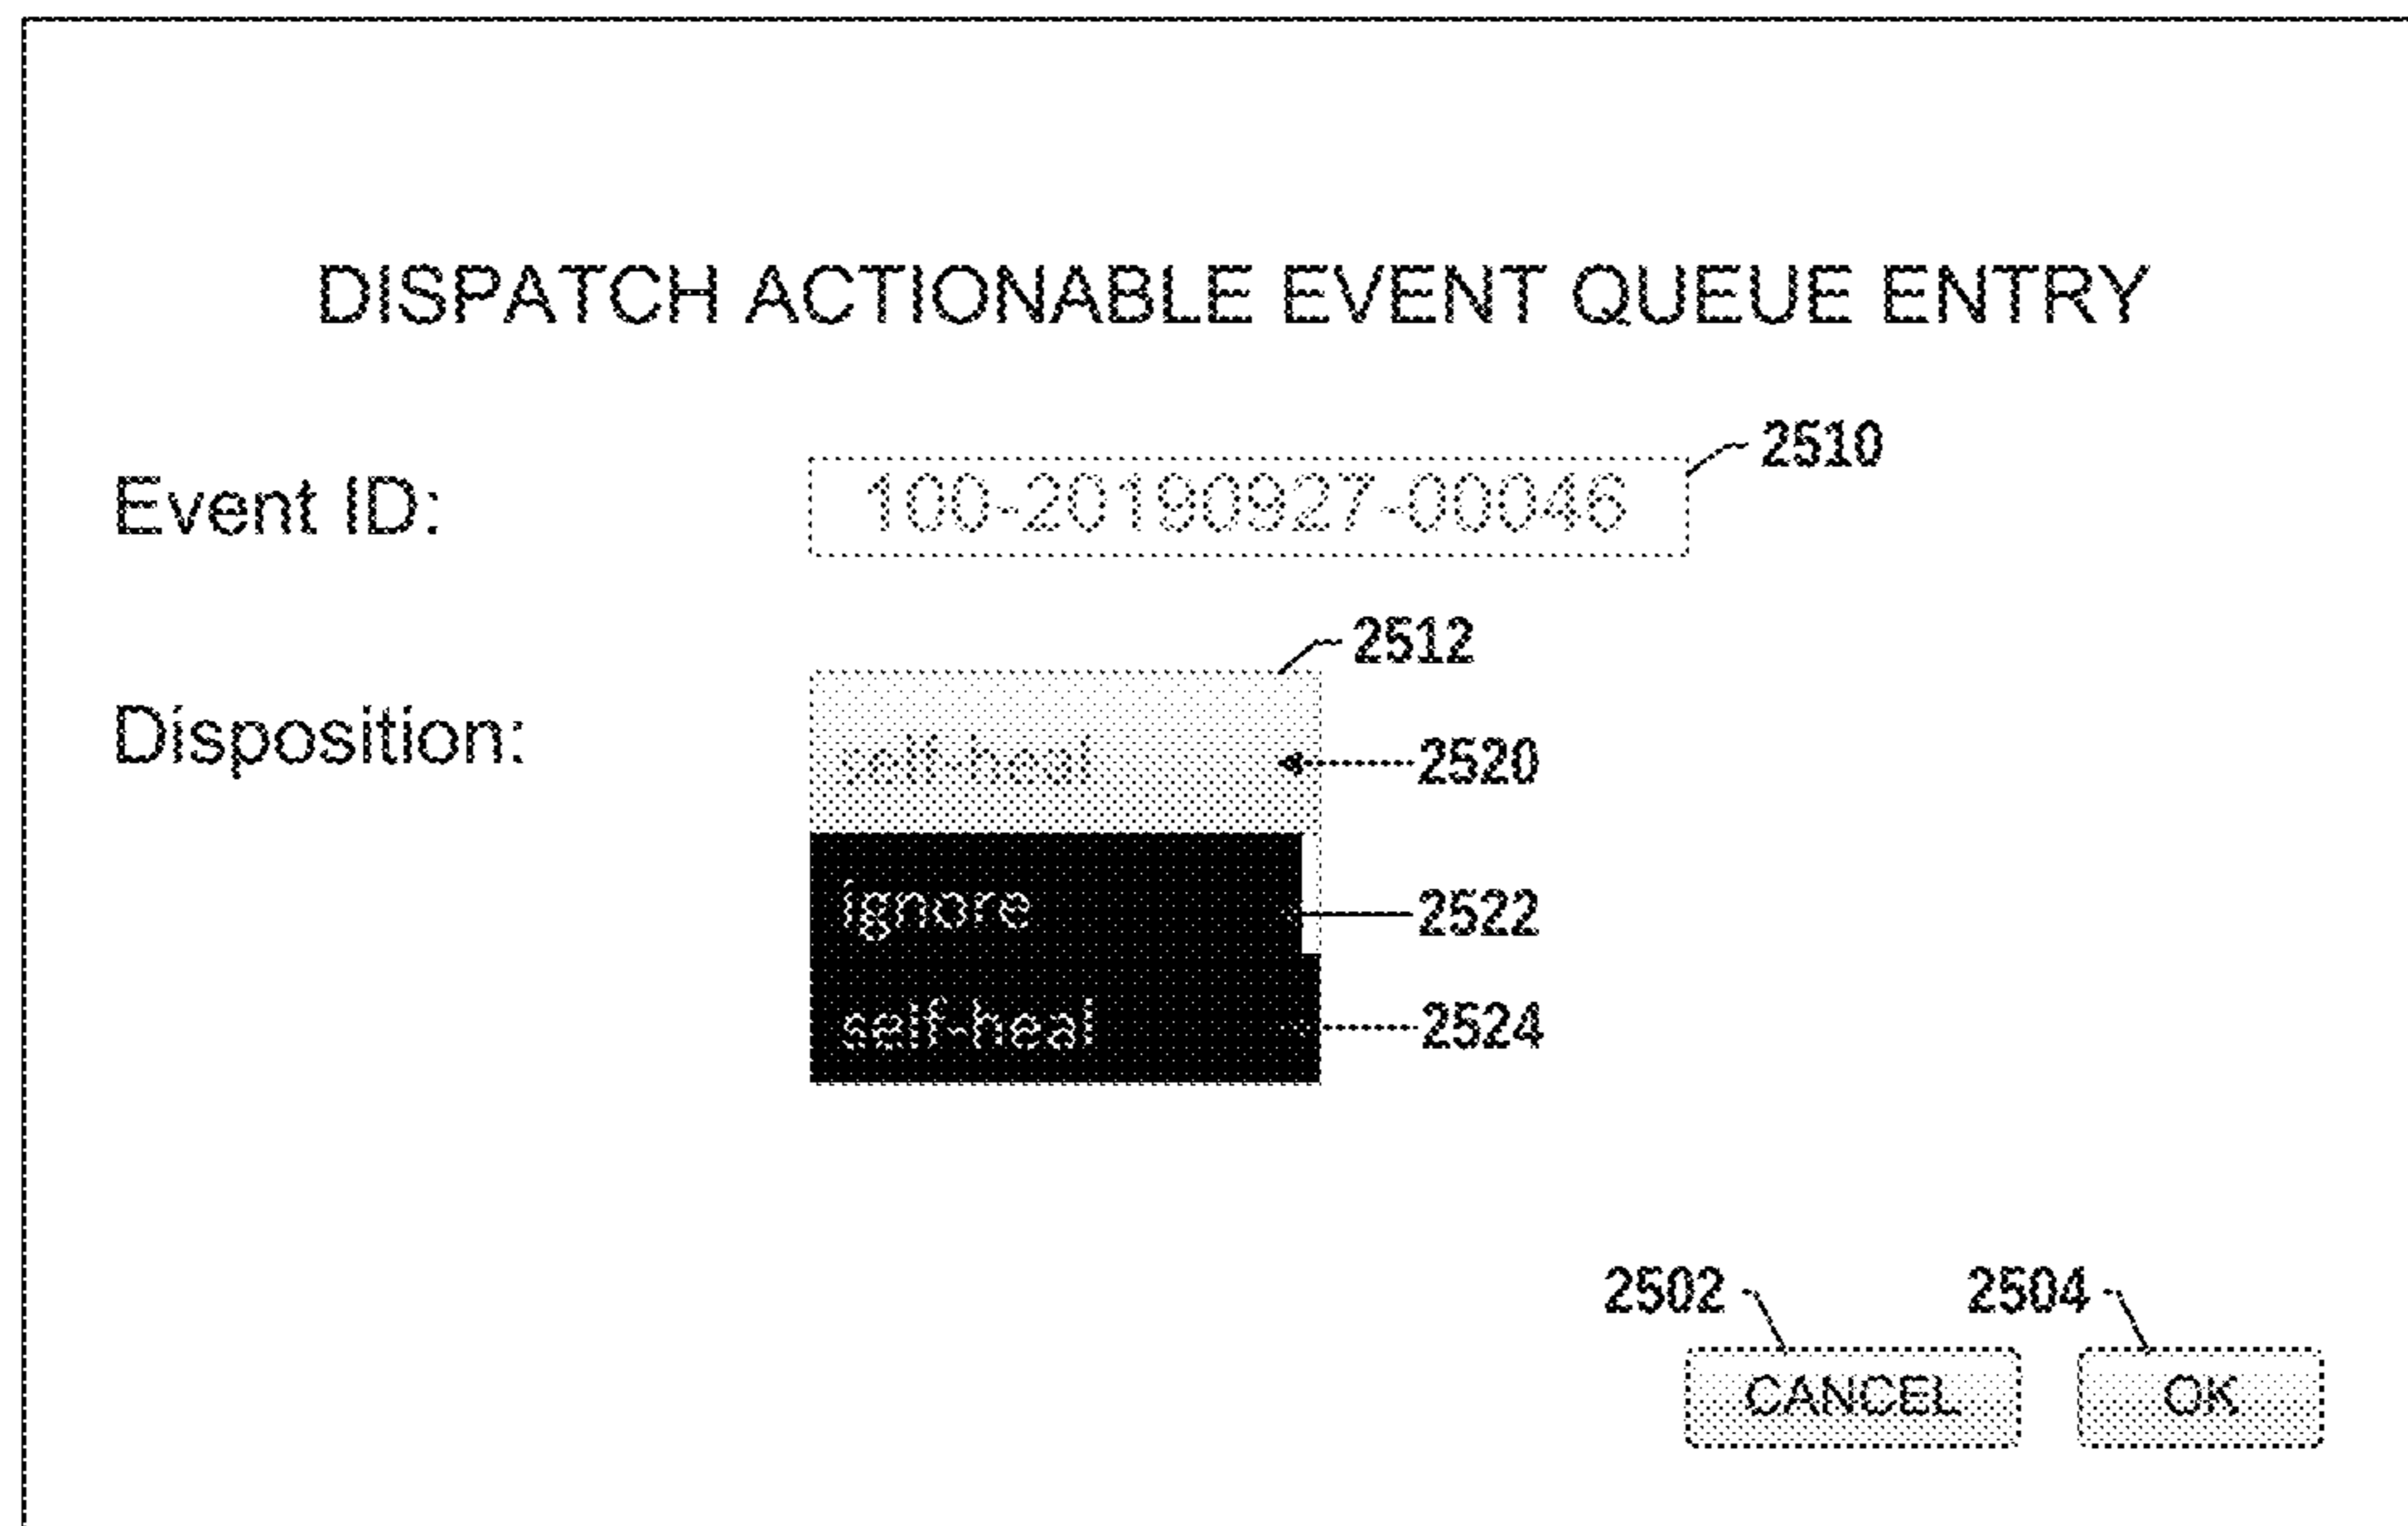 DISPATCH ACTIONABLE EVENT QUEUE ENTRY
2510
Event ID: 100-20190927-00046
2512
Disposition: self-heal 2520
ignore 2522
self-heal 2524
2502 2504
CANCEL OK